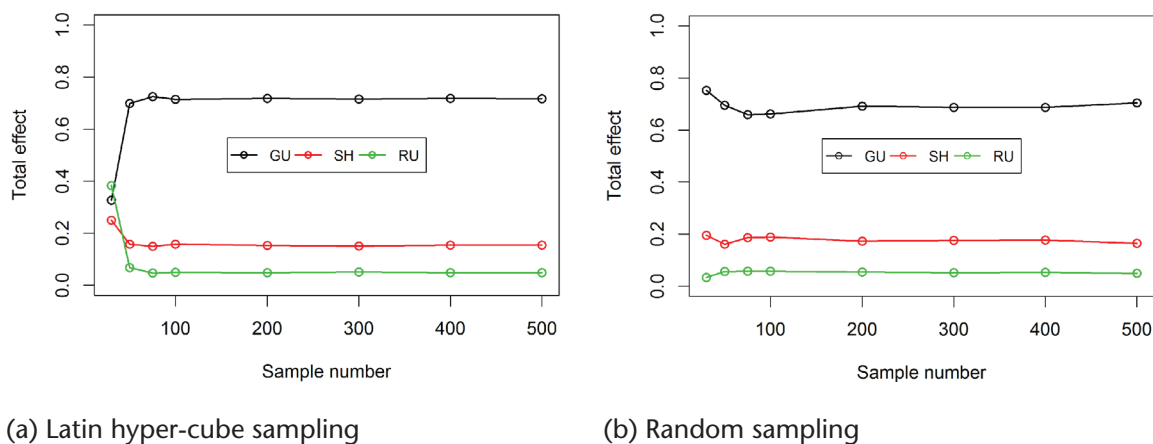 Total effect
1.0
0.8
0.6
0.4
0.2
0.0
GU SH RU
100 200 300 400 500
Sample number
(a) Latin hyper-cube sampling
Total effect
1.0
0.8
0.6
0.4
0.2
0.0
GU SH RU
100 200 300 400 500
Sample number
(b) Random sampling